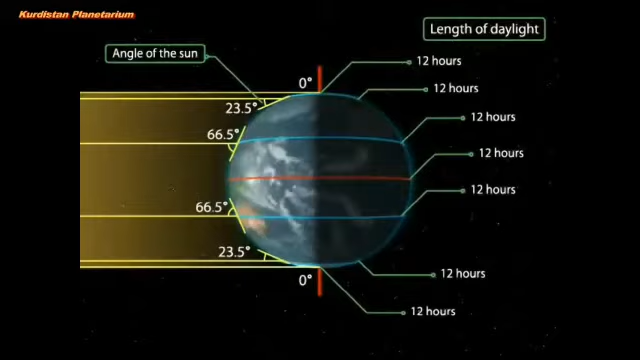 Kurdistan Planetarium
Length of daylight
Angle of the sun
12 hours
0°
12 hours
23.5°
12 hours
66.5°
12 hours
12 hours
66.5°
23.5°
12 hours
0°
12 hours